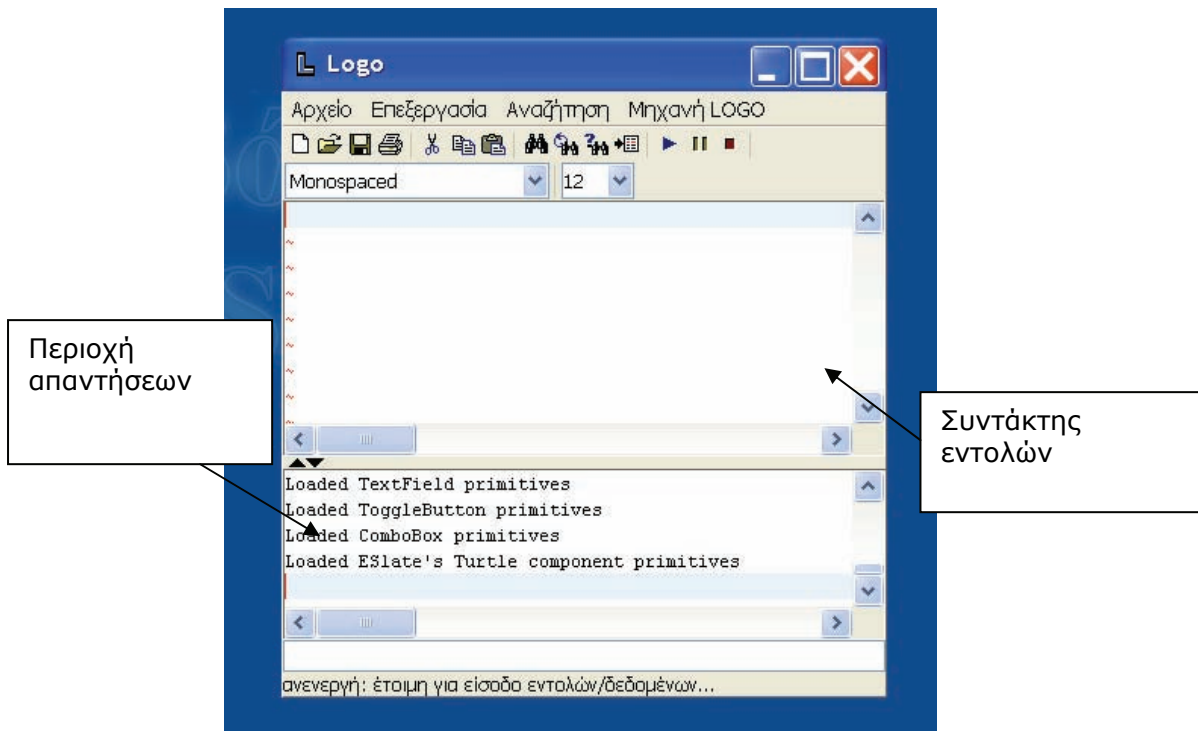 Logo
Αρχείο Επεξεργασία Αναζήτηση Μηχανή LOGO
Monospaced 12
Περιοχή
απαντήσεων
Συντάκτης
εντολών
Loaded TextField primitives
Loaded ToggleButton primitives
Loaded ComboBox primitives
Loaded ESlate's Turtle component primitives
ανενεργή: έτοιμη για είσοδο εντολών/δεδομένων...